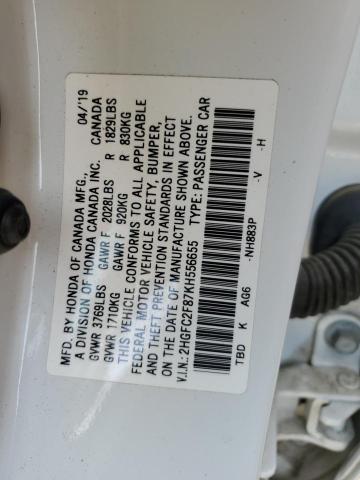 MFD. BY HONDA OF CANADA MFG., 04/'19
A DIVISION OF HONDA CANADA INC. CANADA
GVWR 3769LBS GAWR F 2028LBS R 1829LBS
GVWR 1710KG GAWR F 920KG R 830KG
THIS VEHICLE CONFORMS TO ALL APPLICABLE
FEDERAL MOTOR VEHICLE SAFETY, BUMPER,
AND THEFT PREVENTION STANDARDS IN EFFECT
ON THE DATE OF MANUFACTURE SHOWN ABOVE.
V.I.N.: 2HGFC2F87KH556655 TYPE: PASSENGER CAR
TBD K AG6 -NH883P -V -H